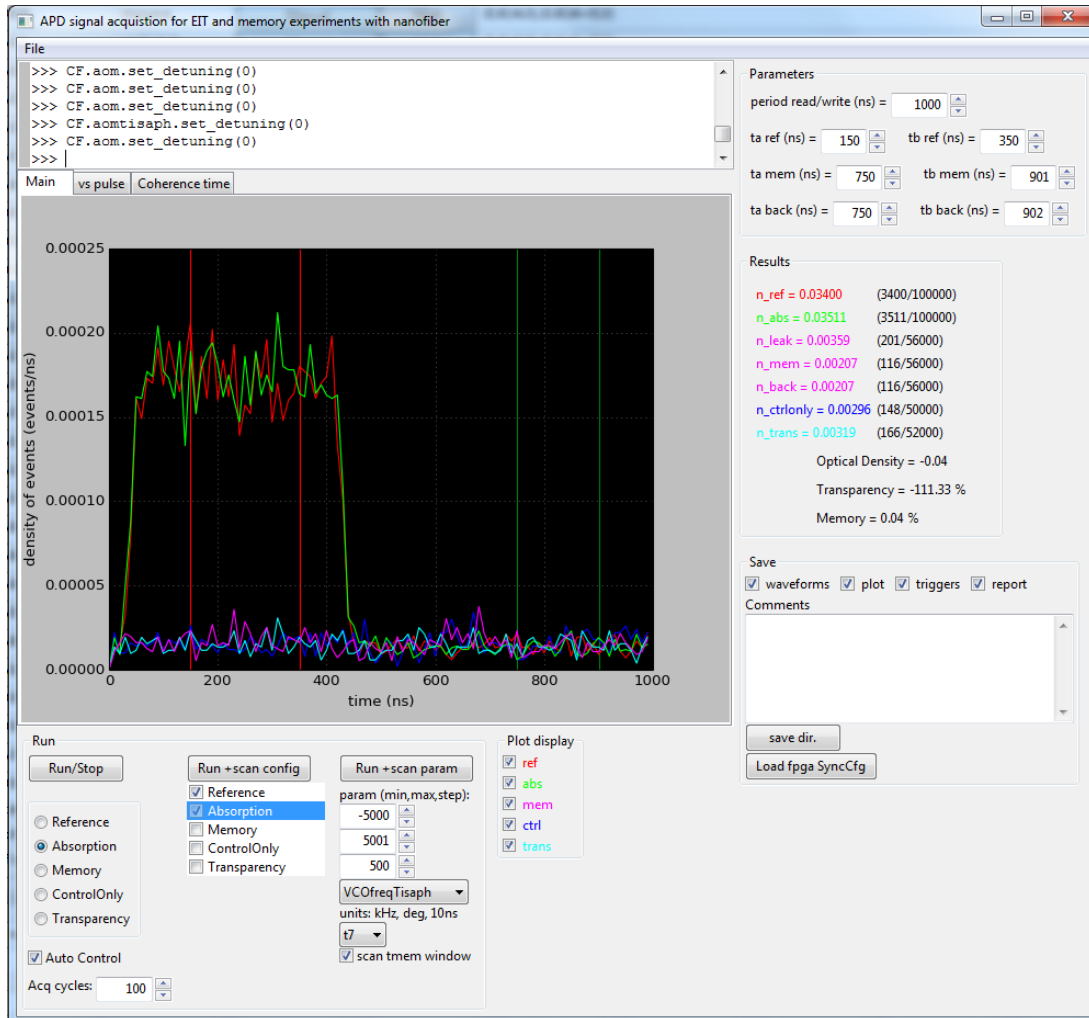 APD signal acquistion for EIT and memory experiments with nanofiber
File
>>> CF.aom.set_detuning(0)
>>> CF.aom.set_detuning(0)
>>> CF.aom.set_detuning(0)
>>> CF.aomtisaph.set_detuning(0)
>>> CF.aom.set_detuning(0)
>>>
Main vs pulse Coherence time
density of events (events/ns)
0.00025
0.00020
0.00015
0.00010
0.00005
0.00000
0 200 400 600 800 1000
time (ns)
Parameters
period read/write (ns) = 1000
ta ref (ns) = 150 tb ref (ns) = 350
ta mem (ns) = 750 tb mem (ns) = 901
ta back (ns) = 750 tb back (ns) = 902
Results
n_ref = 0.03400 (3400/100000)
n_abs = 0.03511 (3511/100000)
n_leak = 0.00359 (201/56000)
n_mem = 0.00207 (116/56000)
n_back = 0.00207 (116/56000)
n_ctrlonly = 0.00296 (148/50000)
n_trans = 0.00319 (166/52000)
Optical Density = -0.04
Transparency = -111.33 %
Memory = 0.04 %
Save
waveforms plot triggers report
Comments
save dir.
Load fpga SyncCfg
Run
Run/Stop
Reference
Absorption
Memory
ControlOnly
Transparency
Auto Control
Acq cycles: 100
Run +scan config
Reference
Absorption
Memory
ControlOnly
Transparency
Run +scan param
param (min,max,step):
-5000
5001
500
VCOfreqTisaph
units: kHz, deg, 10ns
t7
scan tmem window
Plot display
ref
abs
mem
ctrl
trans